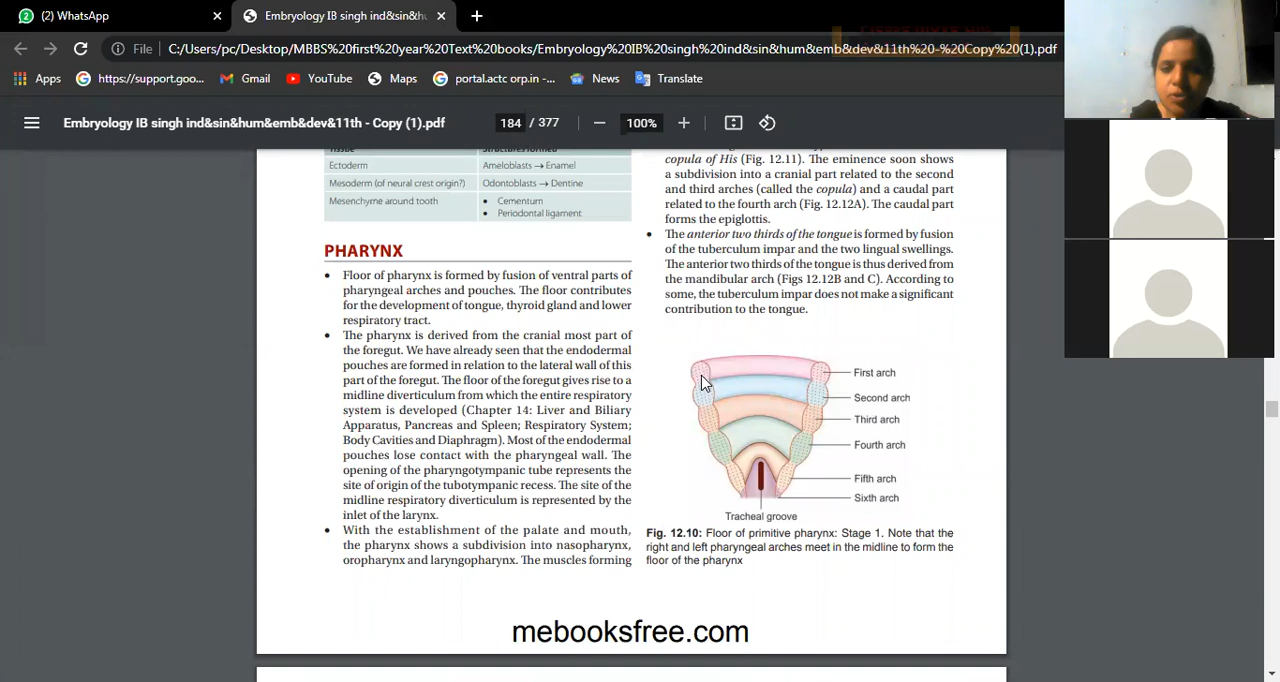 (2) WhatsApp
Embryology IB singh ind&sin&hu
File
C:/Users/pc/Desktop/MBBS%20first%20year%20Text%20books/Embryology%20IB%20singh%20ind&sin&hum&emb&dev&11th%20-%20Copy%20(1).pdf
Apps
https://support.goo...
Gmail
YouTube
Maps
portal.actc orp.in -...
News
Translate
Embryology IB singh ind&sin&hum&emb&dev&11th - Copy (1).pdf
184 / 377
100%
Tissue Structures formed
Ectoderm Ameloblasts → Enamel
Mesoderm (of neural crest origin?) Odontoblasts → Dentine
Mesenchyme around tooth • Cementum
• Periodontal ligament
PHARYNX
• Floor of pharynx is formed by fusion of ventral parts of
pharyngeal arches and pouches. The floor contributes
for the development of tongue, thyroid gland and lower
respiratory tract.
• The pharynx is derived from the cranial most part of
the foregut. We have already seen that the endodermal
pouches are formed in relation to the lateral wall of this
part of the foregut. The floor of the foregut gives rise to a
midline diverticulum from which the entire respiratory
system is developed (Chapter 14: Liver and Biliary
Apparatus, Pancreas and Spleen; Respiratory System;
Body Cavities and Diaphragm). Most of the endodermal
pouches lose contact with the pharyngeal wall. The
opening of the pharyngotympanic tube represents the
site of origin of the tubotympanic recess. The site of the
midline respiratory diverticulum is represented by the
inlet of the larynx.
• With the establishment of the palate and mouth,
the pharynx shows a subdivision into nasopharynx,
oropharynx and laryngopharynx. The muscles forming
copula of His (Fig. 12.11). The eminence soon shows
a subdivision into a cranial part related to the second
and third arches (called the copula) and a caudal part
related to the fourth arch (Fig. 12.12A). The caudal part
forms the epiglottis.
• The anterior two thirds of the tongue is formed by fusion
of the tuberculum impar and the two lingual swellings.
The anterior two thirds of the tongue is thus derived from
the mandibular arch (Figs 12.12B and C). According to
some, the tuberculum impar does not make a significant
contribution to the tongue.
First arch
Second arch
Third arch
Fourth arch
Fifth arch
Sixth arch
Tracheal groove
Fig. 12.10: Floor of primitive pharynx: Stage 1. Note that the
right and left pharyngeal arches meet in the midline to form the
floor of the pharynx
mebooksfree.com